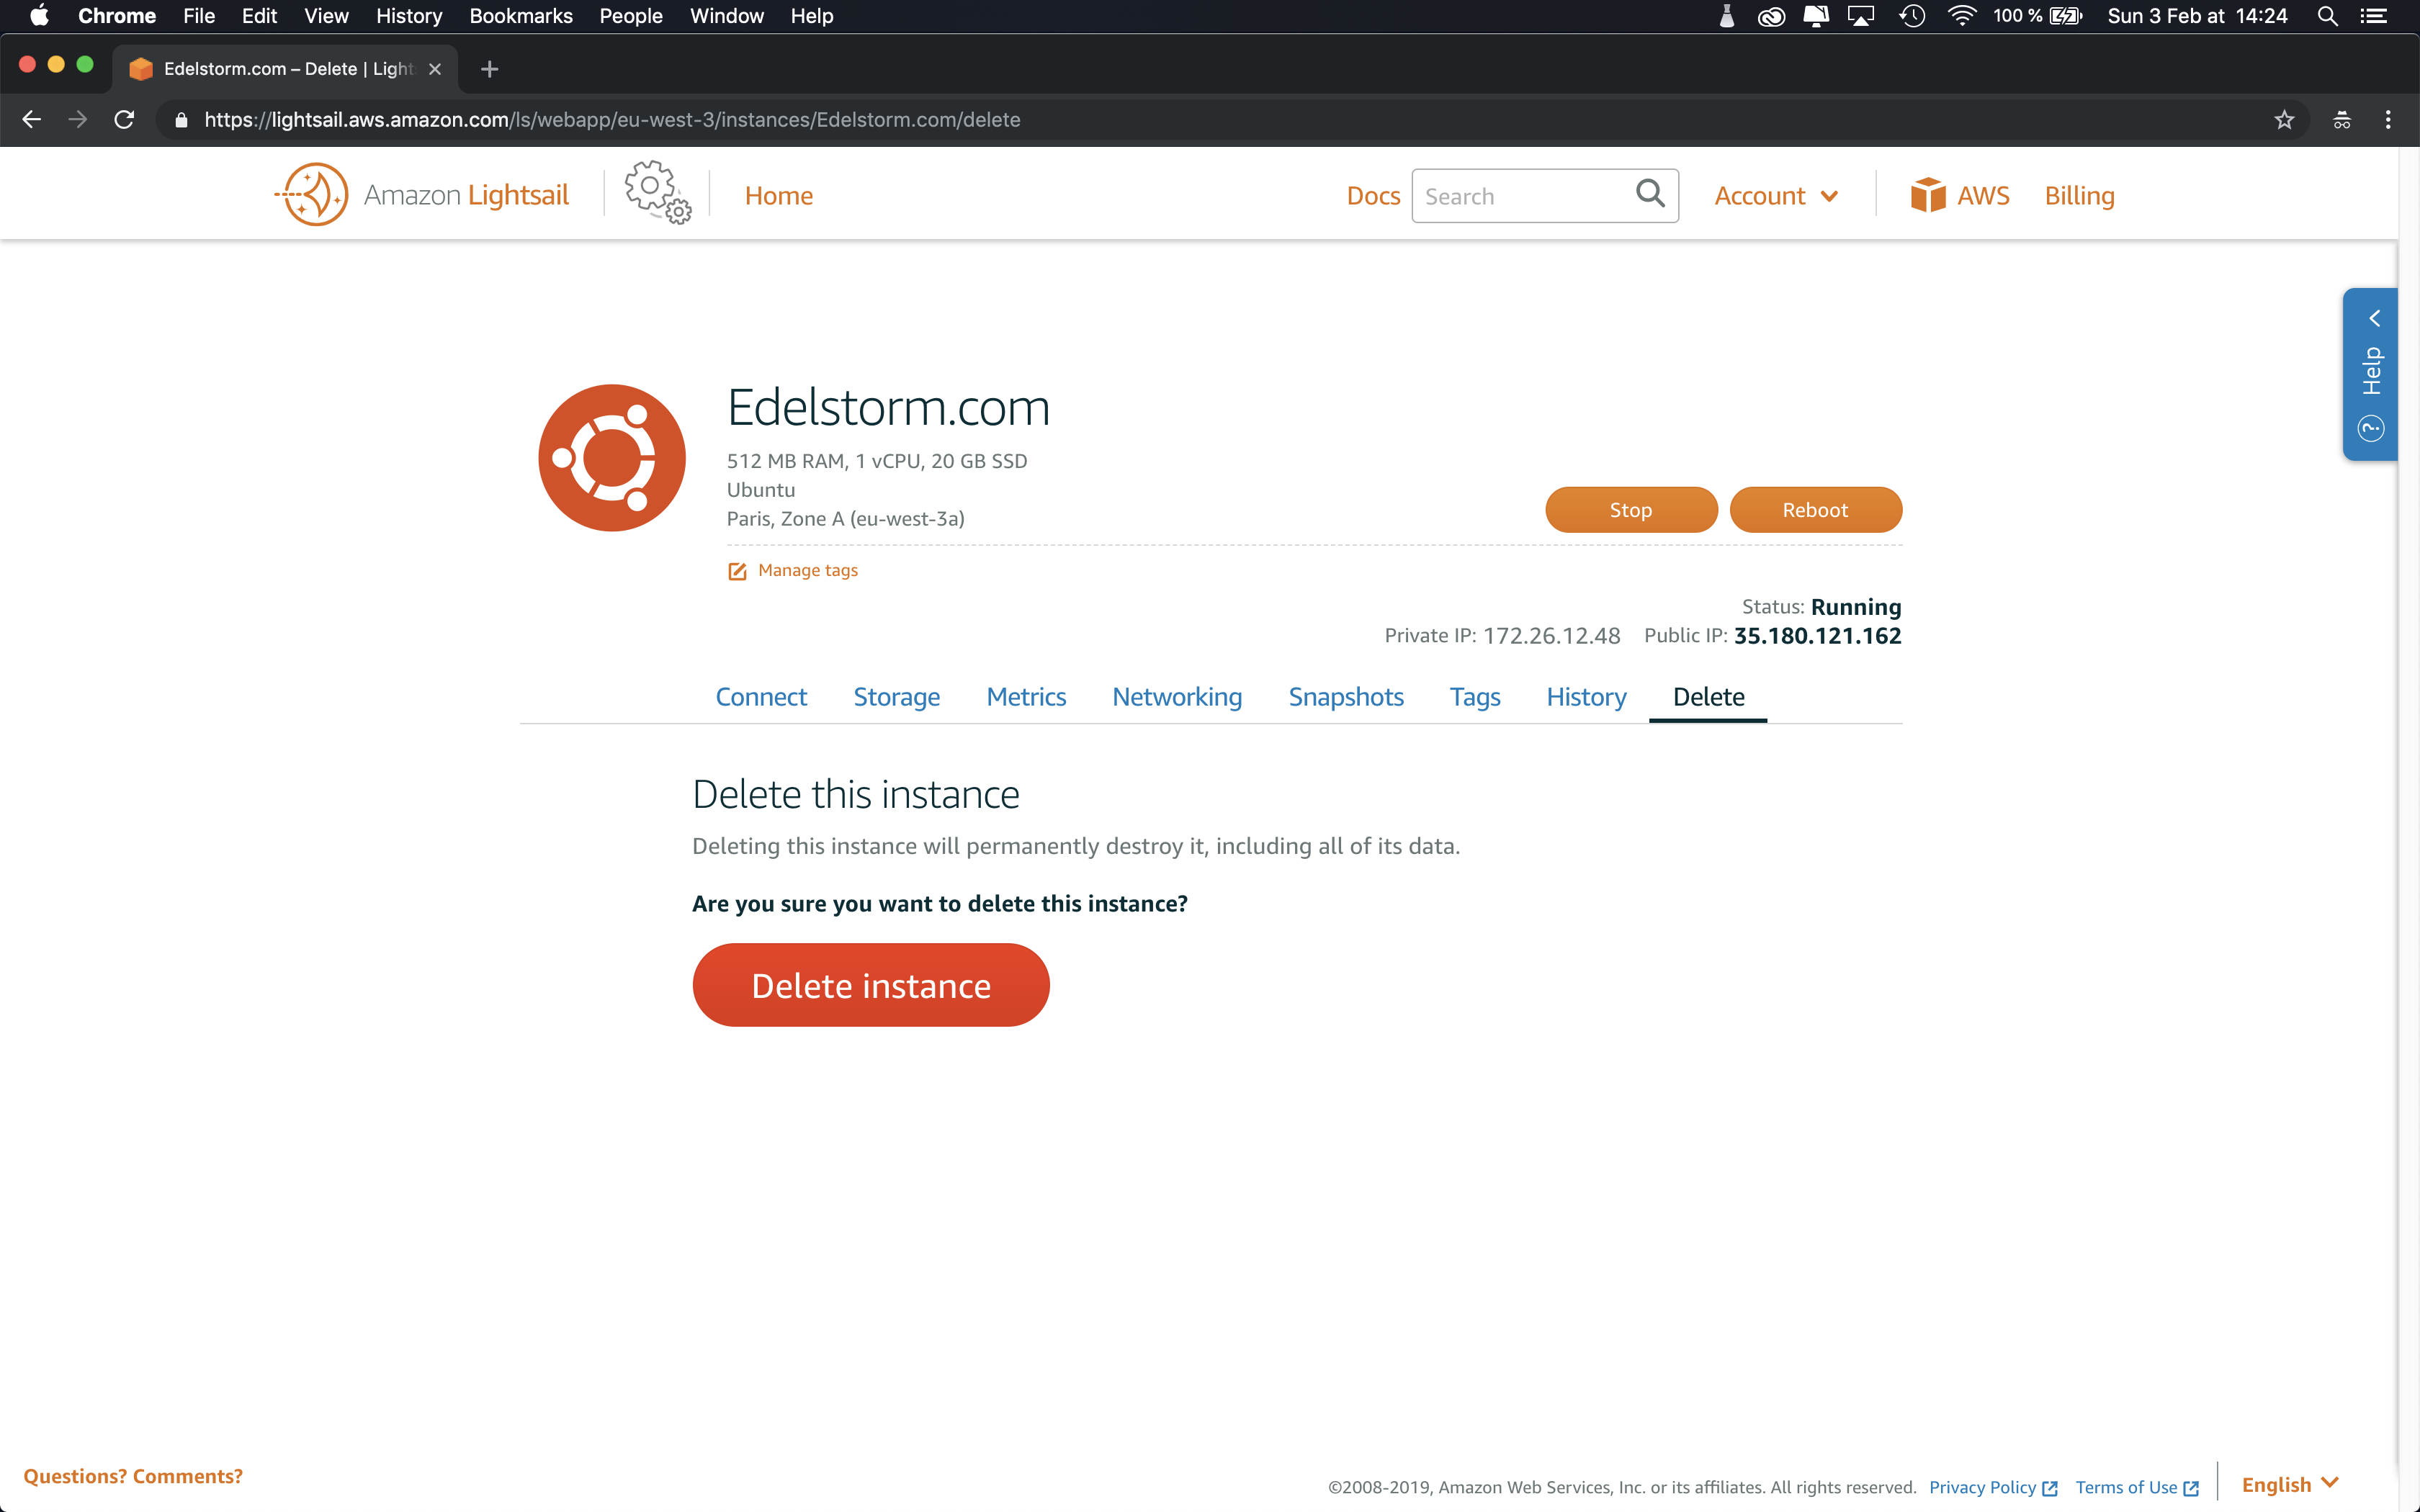 Chrome File Edit View History Bookmarks People Window Help 100 % Sun 3 Feb at 14:24
Edelstorm.com – Delete | Light
https://lightsail.aws.amazon.com/ls/webapp/eu-west-3/instances/Edelstorm.com/delete
Amazon Lightsail Home Docs Search Account AWS Billing
Help
Edelstorm.com
512 MB RAM, 1 vCPU, 20 GB SSD
Ubuntu
Paris, Zone A (eu-west-3a)
Stop Reboot
Manage tags
Status: Running
Private IP: 172.26.12.48 Public IP: 35.180.121.162
Connect Storage Metrics Networking Snapshots Tags History Delete
Delete this instance
Deleting this instance will permanently destroy it, including all of its data.
Are you sure you want to delete this instance?
Delete instance
Questions? Comments?
©2008-2019, Amazon Web Services, Inc. or its affiliates. All rights reserved. Privacy Policy Terms of Use English